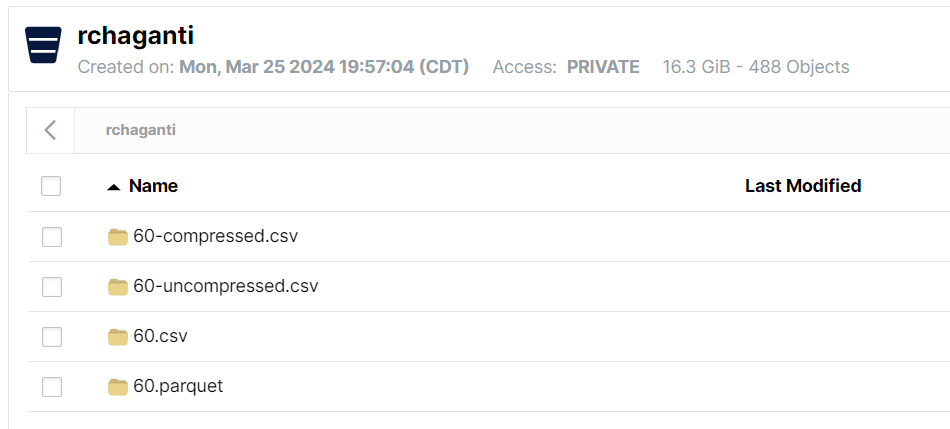 rchaganti
Created on: Mon, Mar 25 2024 19:57:04 (CDT) Access: PRIVATE 16.3 GiB - 488 Objects
rchaganti
Name Last Modified
60-compressed.csv
60-uncompressed.csv
60.csv
60.parquet